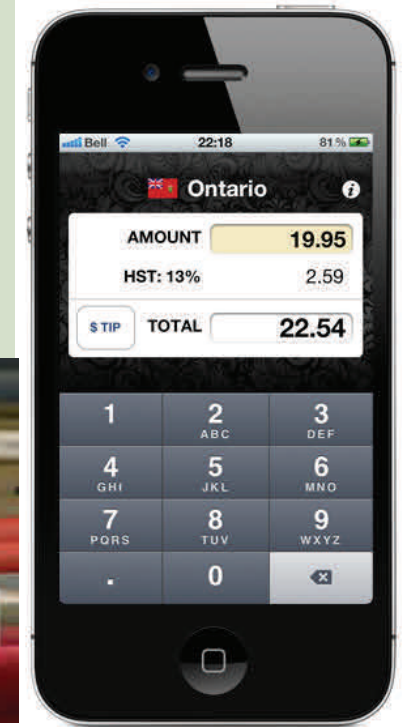 Bell 22:18 81%
Ontario i
AMOUNT 19.95
HST: 13% 2.59
$ TIP TOTAL 22.54
1 2 3
ABC DEF
4 5 6
GHI JKL MNO
7 8 9
PQRS TUV WXYZ
. 0